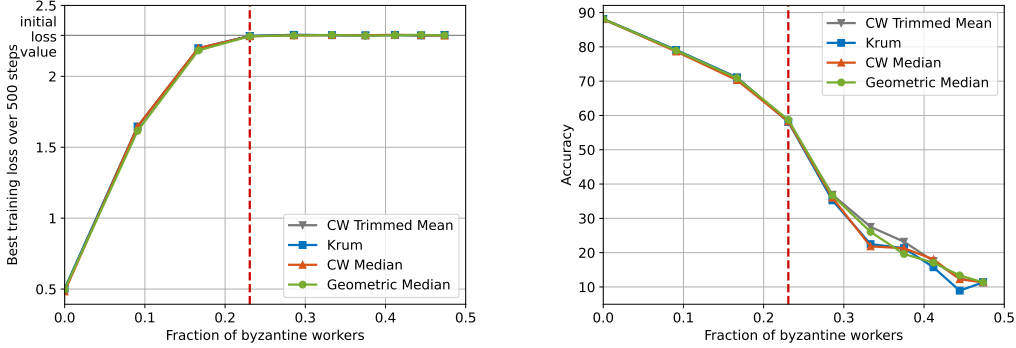 2.5
initial
loss
value
2
1.5
1
0.5
Best training loss over 500 steps
0.0
0.1
0.2
0.3
0.4
0.5
Fraction of byzantine workers
CW Trimmed Mean
Krum
CW Median
Geometric Median
90
80
70
60
50
40
30
20
10
Accuracy
0.0
0.1
0.2
0.3
0.4
0.5
Fraction of byzantine workers
CW Trimmed Mean
Krum
CW Median
Geometric Median